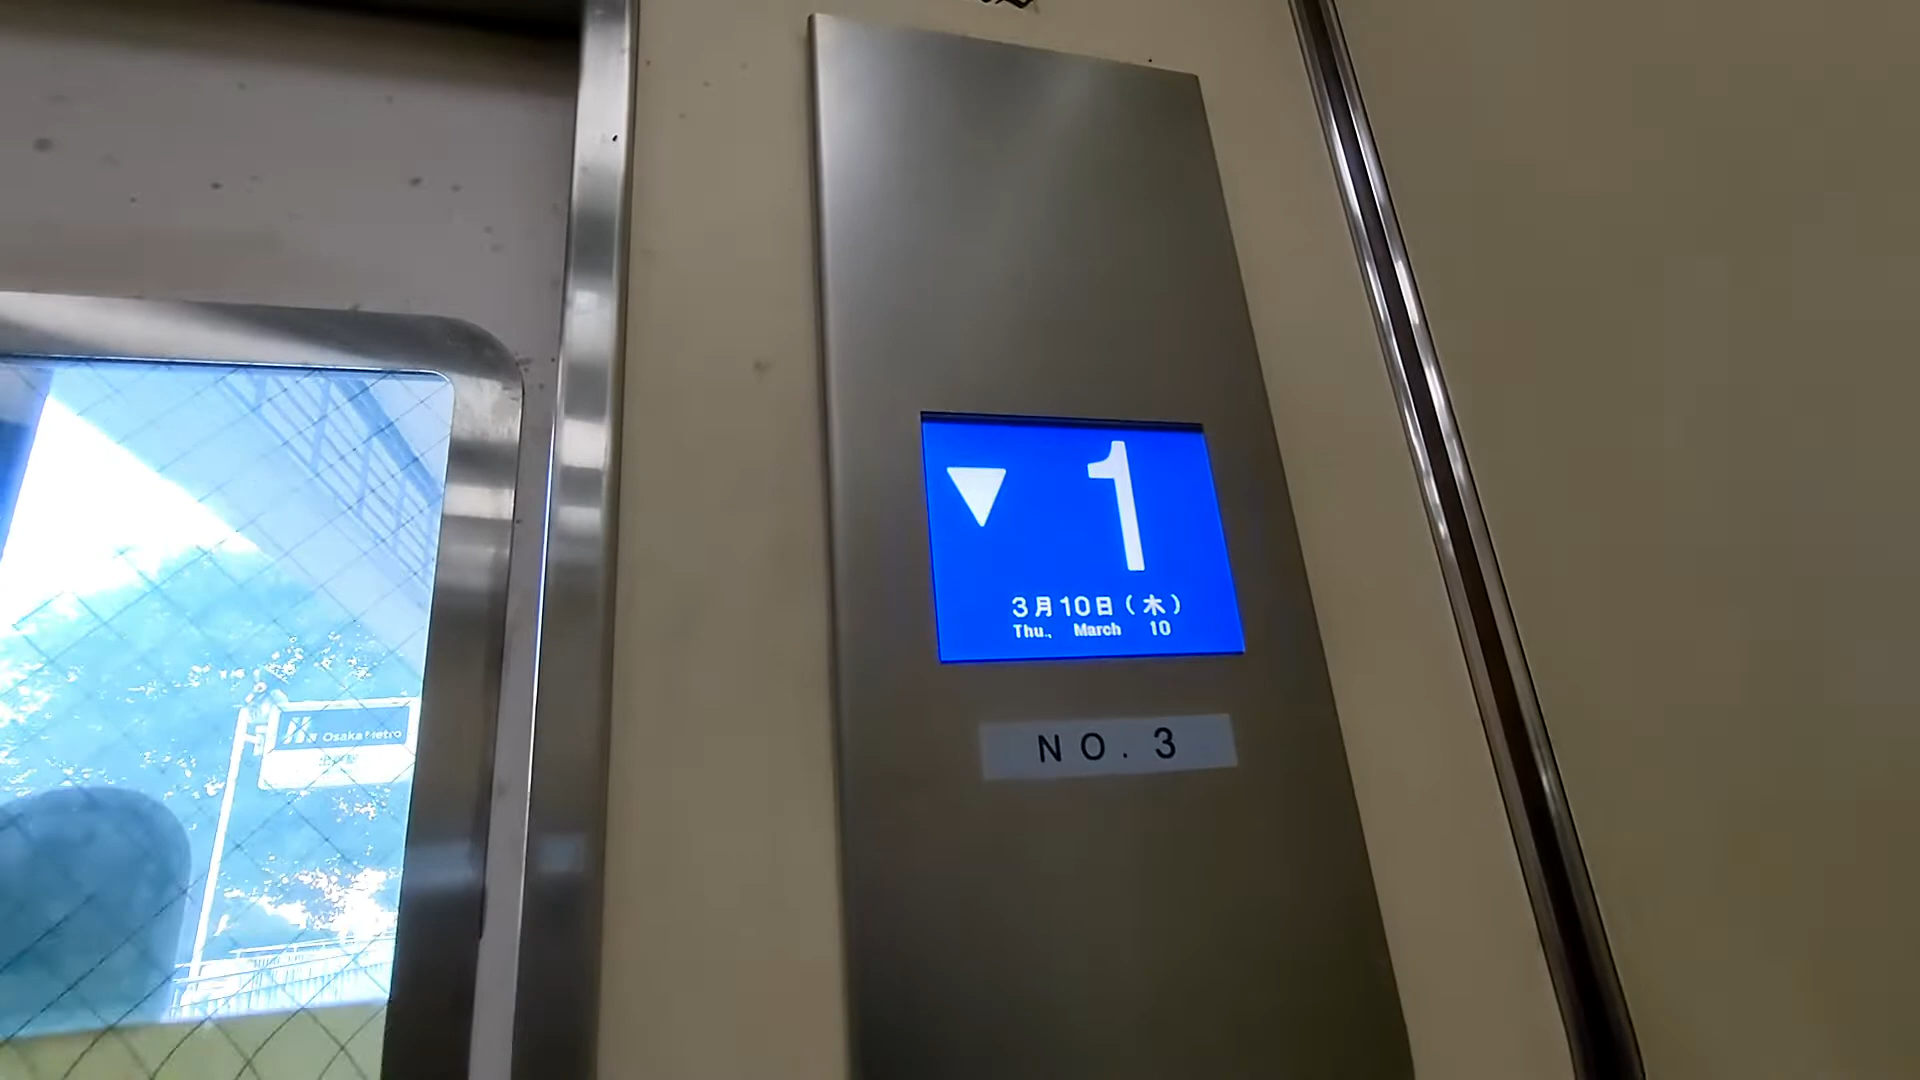 1
3月10日(木)
Thu., March 10
NO.3
Osaka Metro